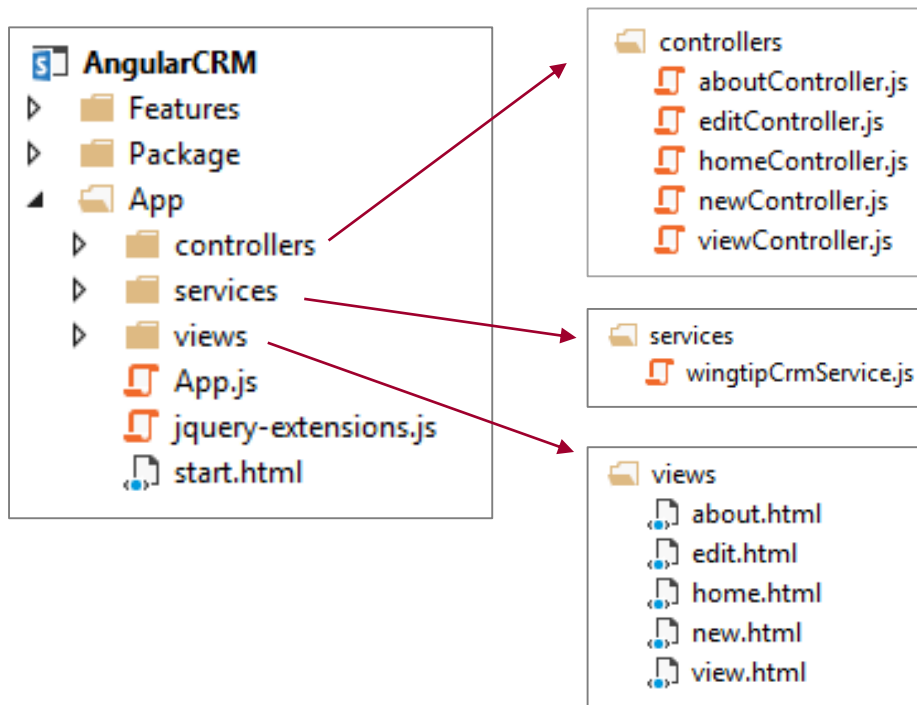 AngularCRM
Features
Package
App
controllers
services
views
App.js
jquery-extensions.js
start.html
controllers
aboutController.js
editController.js
homeController.js
newController.js
viewController.js
services
wingtipCrmService.js
views
about.html
edit.html
home.html
new.html
view.html